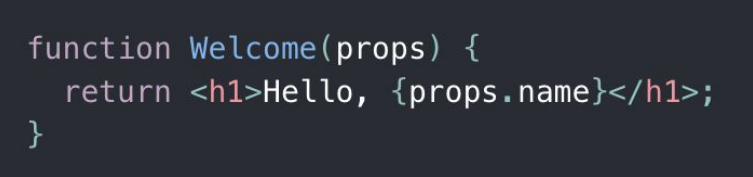 function Welcome(props) {
  return <h1>Hello, {props.name}</h1>;
}